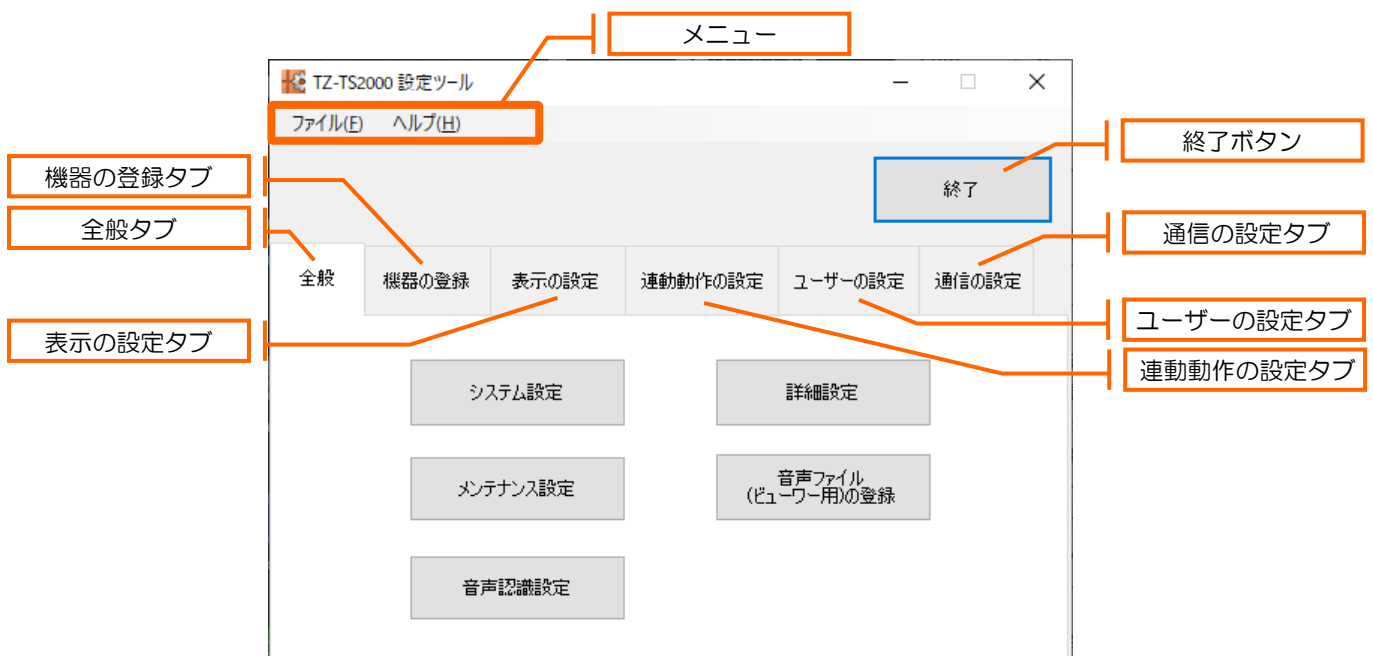 メニュー
TZ-TS2000 設定ツール
ファイル(F) ヘルプ(H)
終了ボタン
機器の登録タブ
終了
全般タブ
通信の設定タブ
全般 機器の登録 表示の設定 連動動作の設定 ユーザーの設定 通信の設定
ユーザーの設定タブ
表示の設定タブ
連動動作の設定タブ
システム設定 詳細設定
メンテナンス設定
音声ファイル
(ビューワー用)の登録
音声認識設定